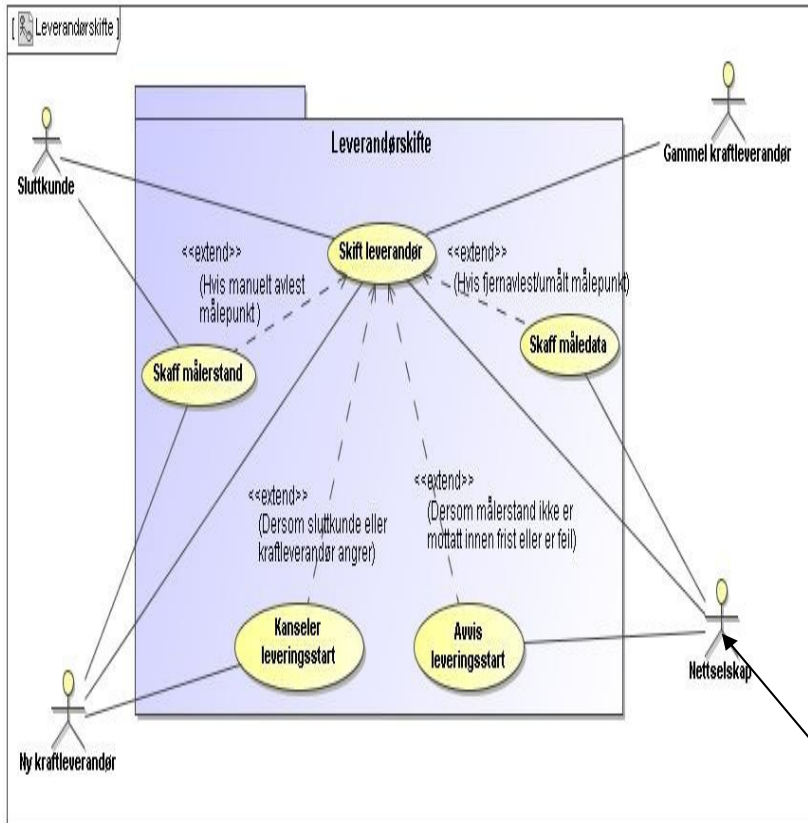 [ Leverandørskifte ]
Leverandørskifte
Sluttkunde
Gammel kraftleverandør
Skift leverandør
<<extend>>
(Hvis manuelt avlest
målepunkt )
<<extend>>
(Hvis fjernavlest/umålt målepunkt)
Skaff målerstand
Skaff måledata
<<extend>>
(Dersom sluttkunde eller
kraftleverandør angrer)
<<extend>>
(Dersom målerstand ikke er
mottatt innen frist eller er feil)
Kanseler
leveringsstart
Avvis
leveringsstart
Nettselskap
Ny kraftleverandør